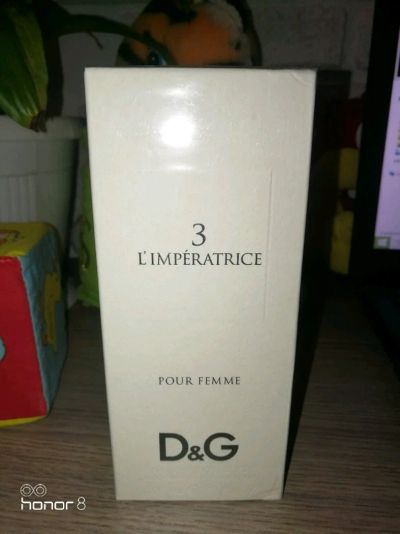 3
L'IMPÉRATRICE
POUR FEMME
D&G
honor 8